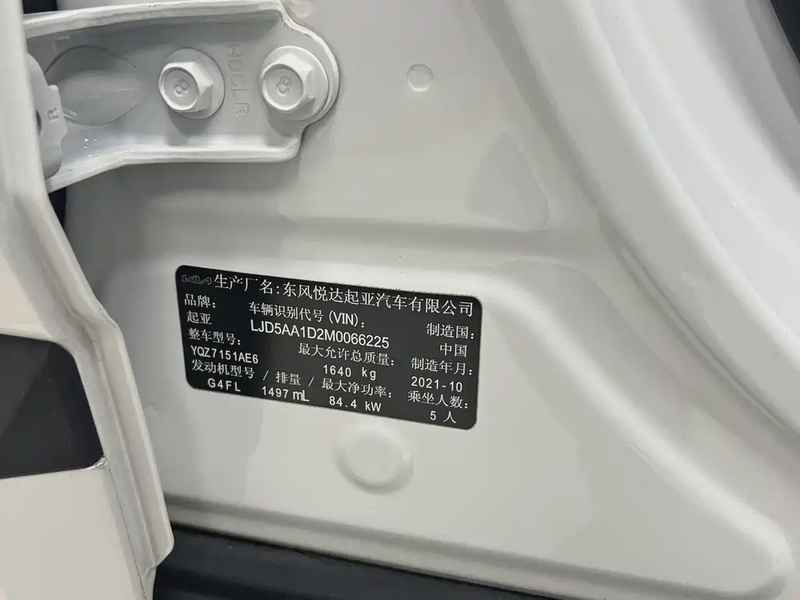 HDCLR
R
8
8
KIA 生产厂名:东风悦达起亚汽车有限公司
品牌: 车辆识别代号(VIN): 制造国:
起亚 LJD5AA1D2M0066225 中国
整车型号: 最大允许总质量: 制造年月:
YQZ7151AE6 1640 kg 2021-10
发动机型号 / 排量 / 最大净功率: 乘坐人数:
G4FL 1497 mL 84.4 kW 5 人